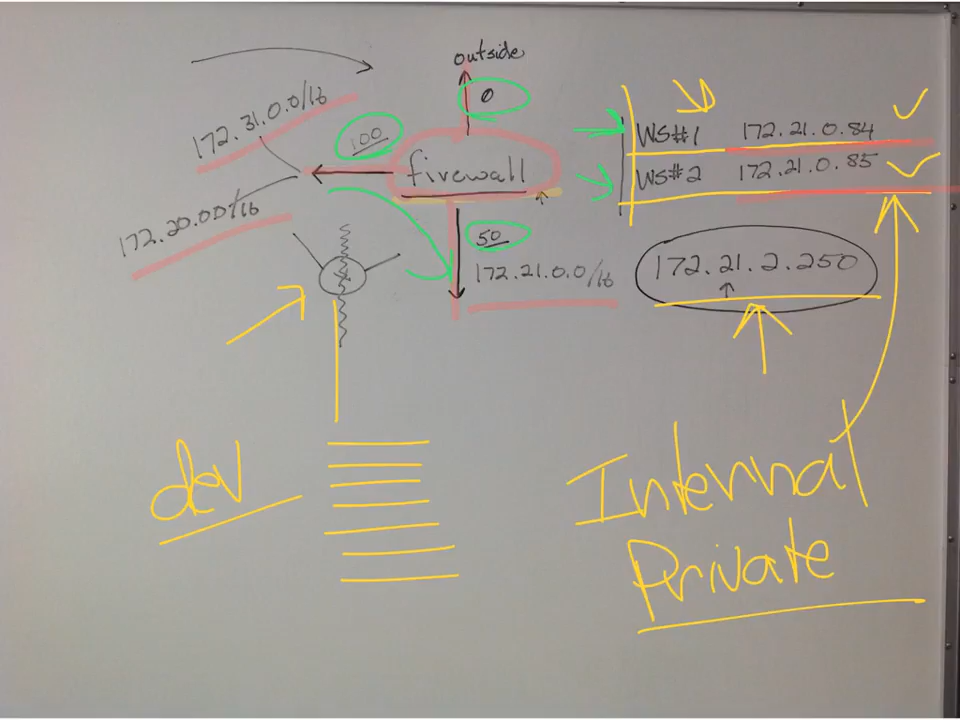 outside
0
172.31.0.0/16
100
WS#1 172.21.0.84
firewall
WS#2 172.21.0.85
172.20.0.0/16
50
172.21.0.0/16
172.21.2.250
dev
Internal
Private